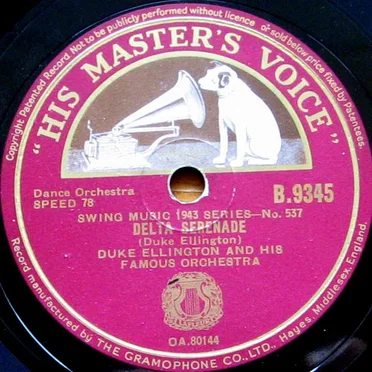 Copyright. Patented Record Not to be publicly performed without licence or sold below price fixed by Patentees.
"HIS MASTER'S VOICE"
Dance Orchestra
SPEED 78
B.9345
SWING MUSIC 1943 SERIES—No. 537
DELTA SERENADE
(Duke Ellington)
DUKE ELLINGTON AND HIS
FAMOUS ORCHESTRA
OA.80144
Record manufactured by THE GRAMOPHONE CO., LTD., Hayes, Middlesex, England.